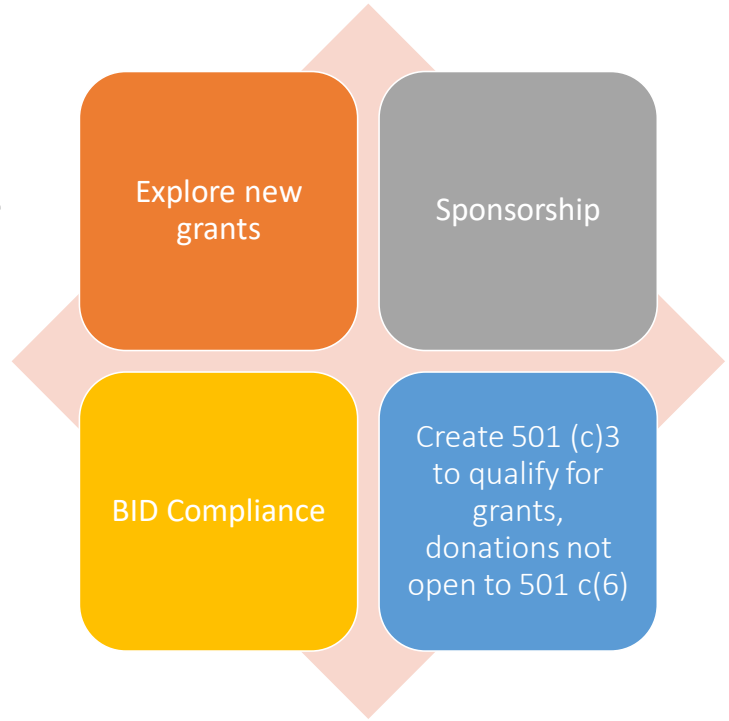 Explore new
grants
Sponsorship
BID Compliance
Create 501 (c)3
to qualify for
grants,
donations not
open to 501 c(6)